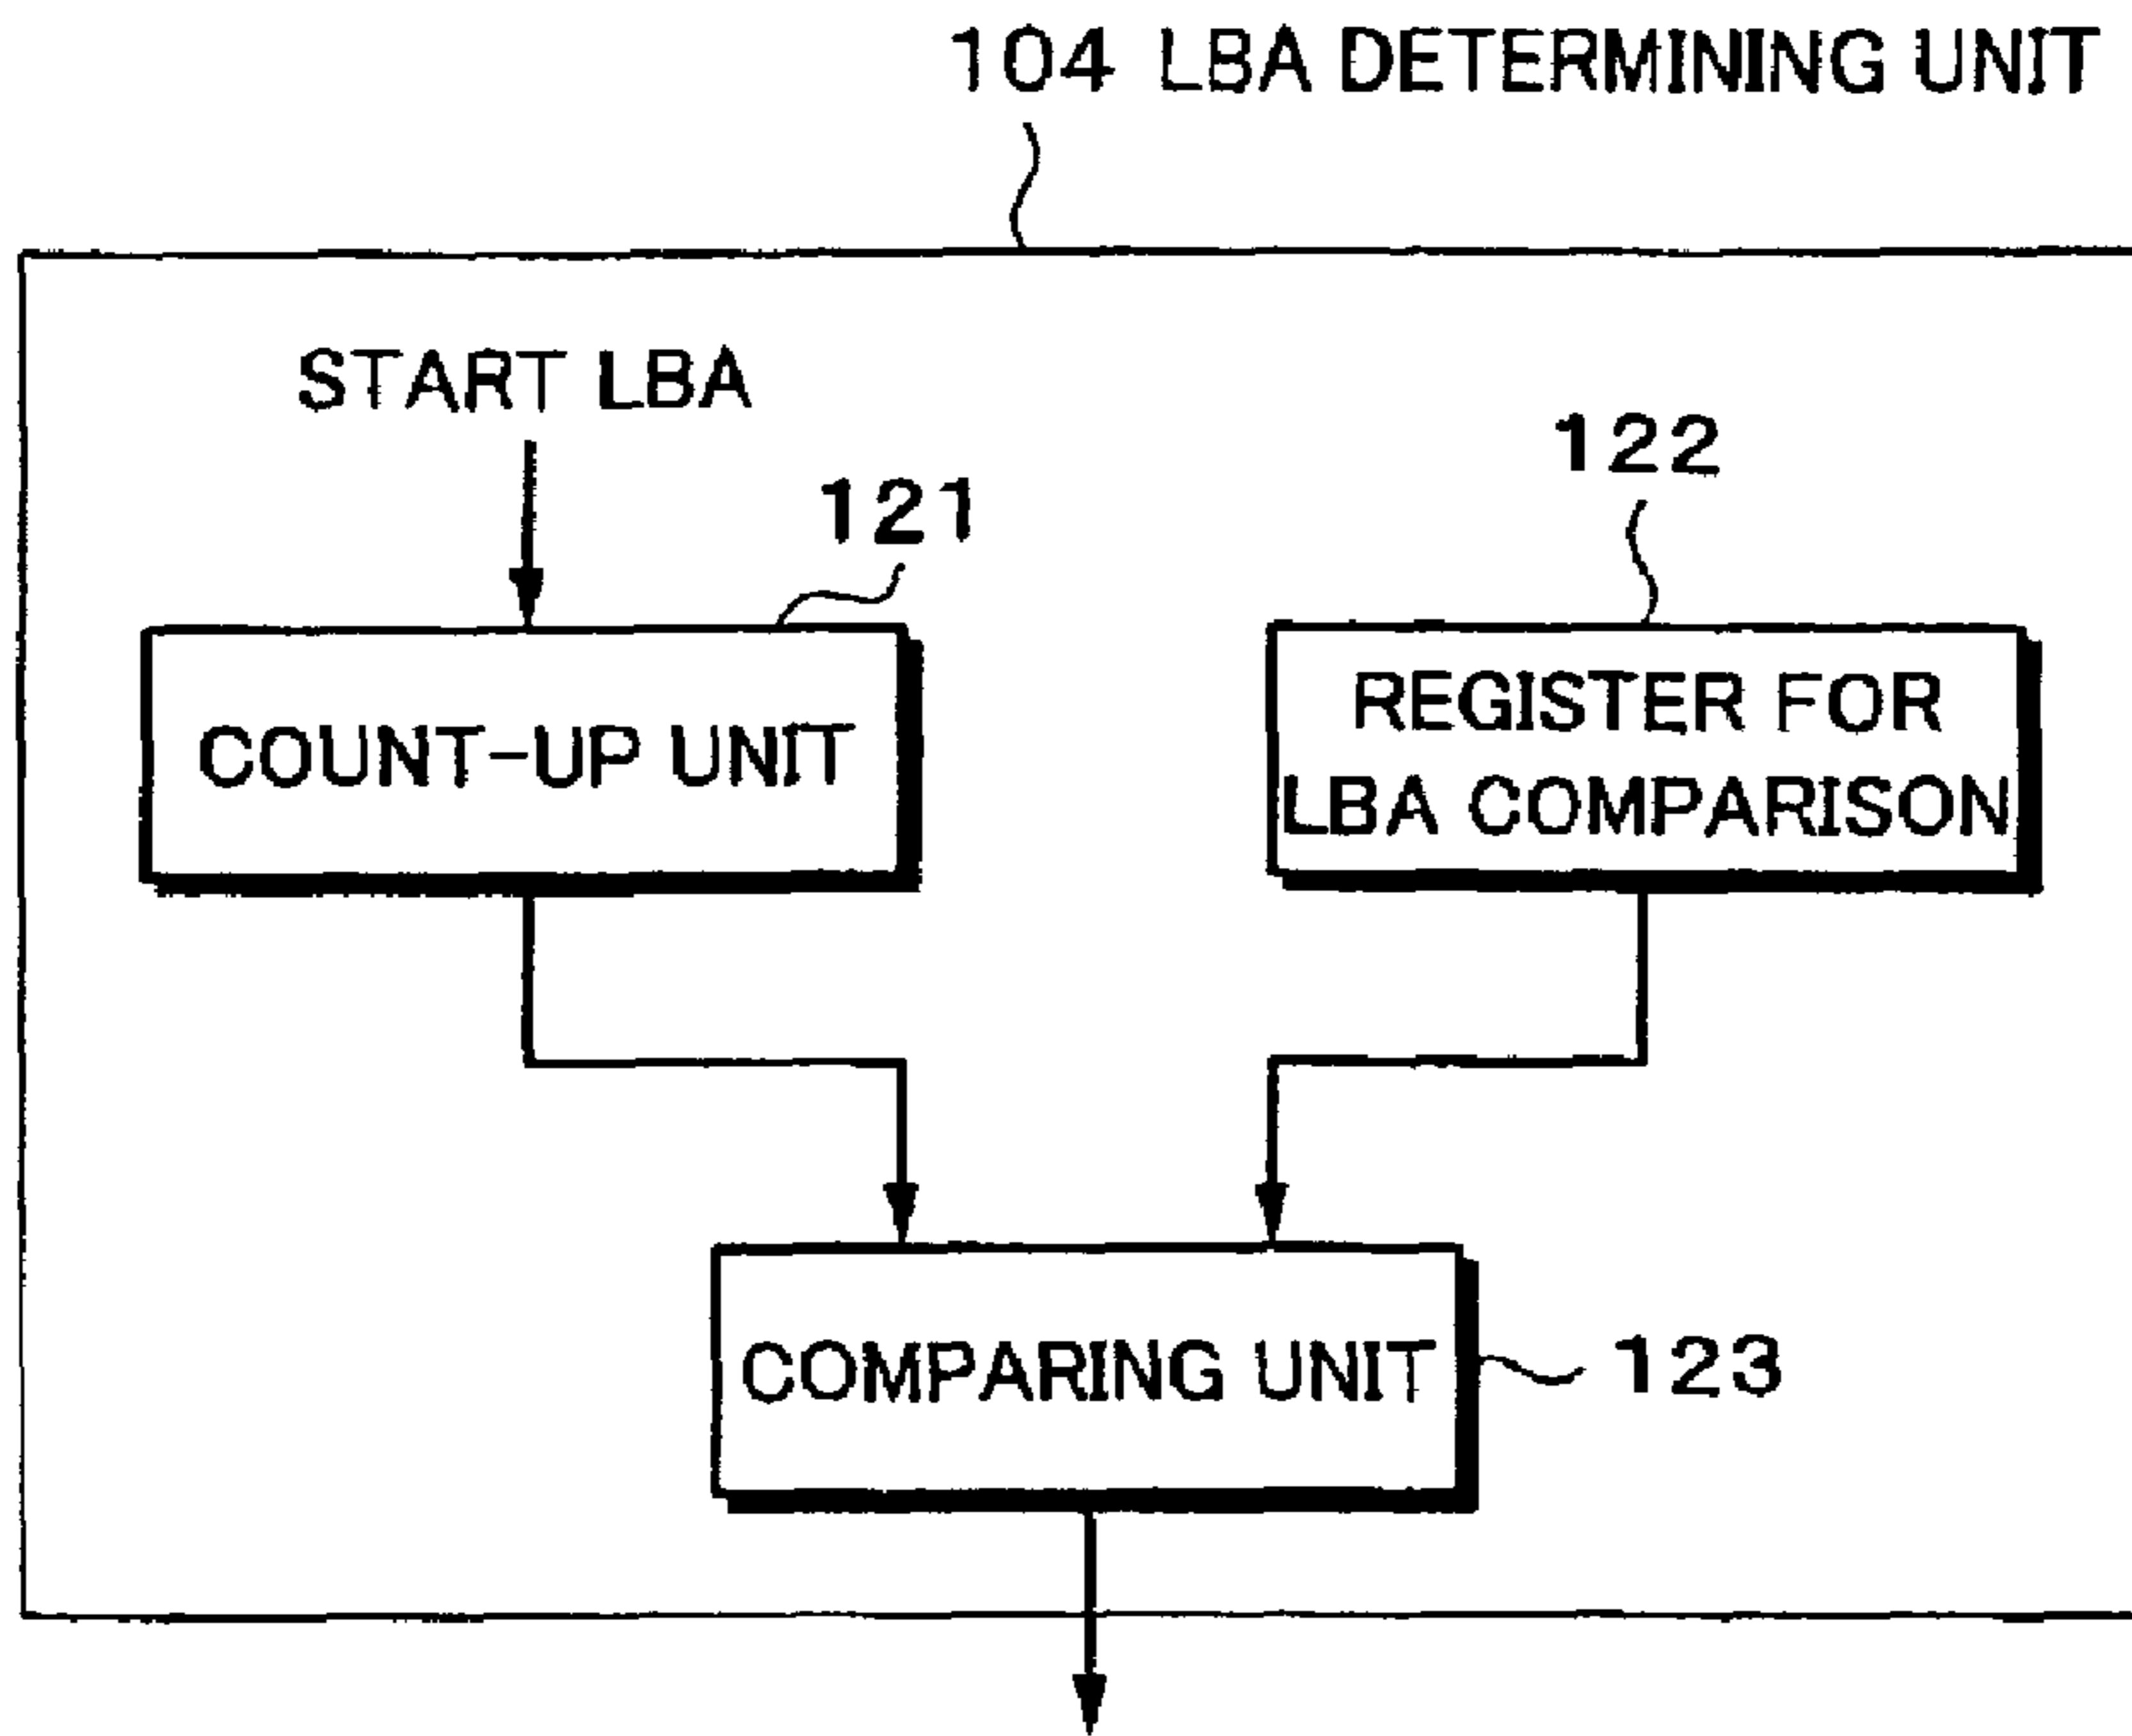 104 LBA DETERMINING UNIT
START LBA
122
121
COUNT-UP UNIT
REGISTER FOR
LBA COMPARISON
COMPARING UNIT
123